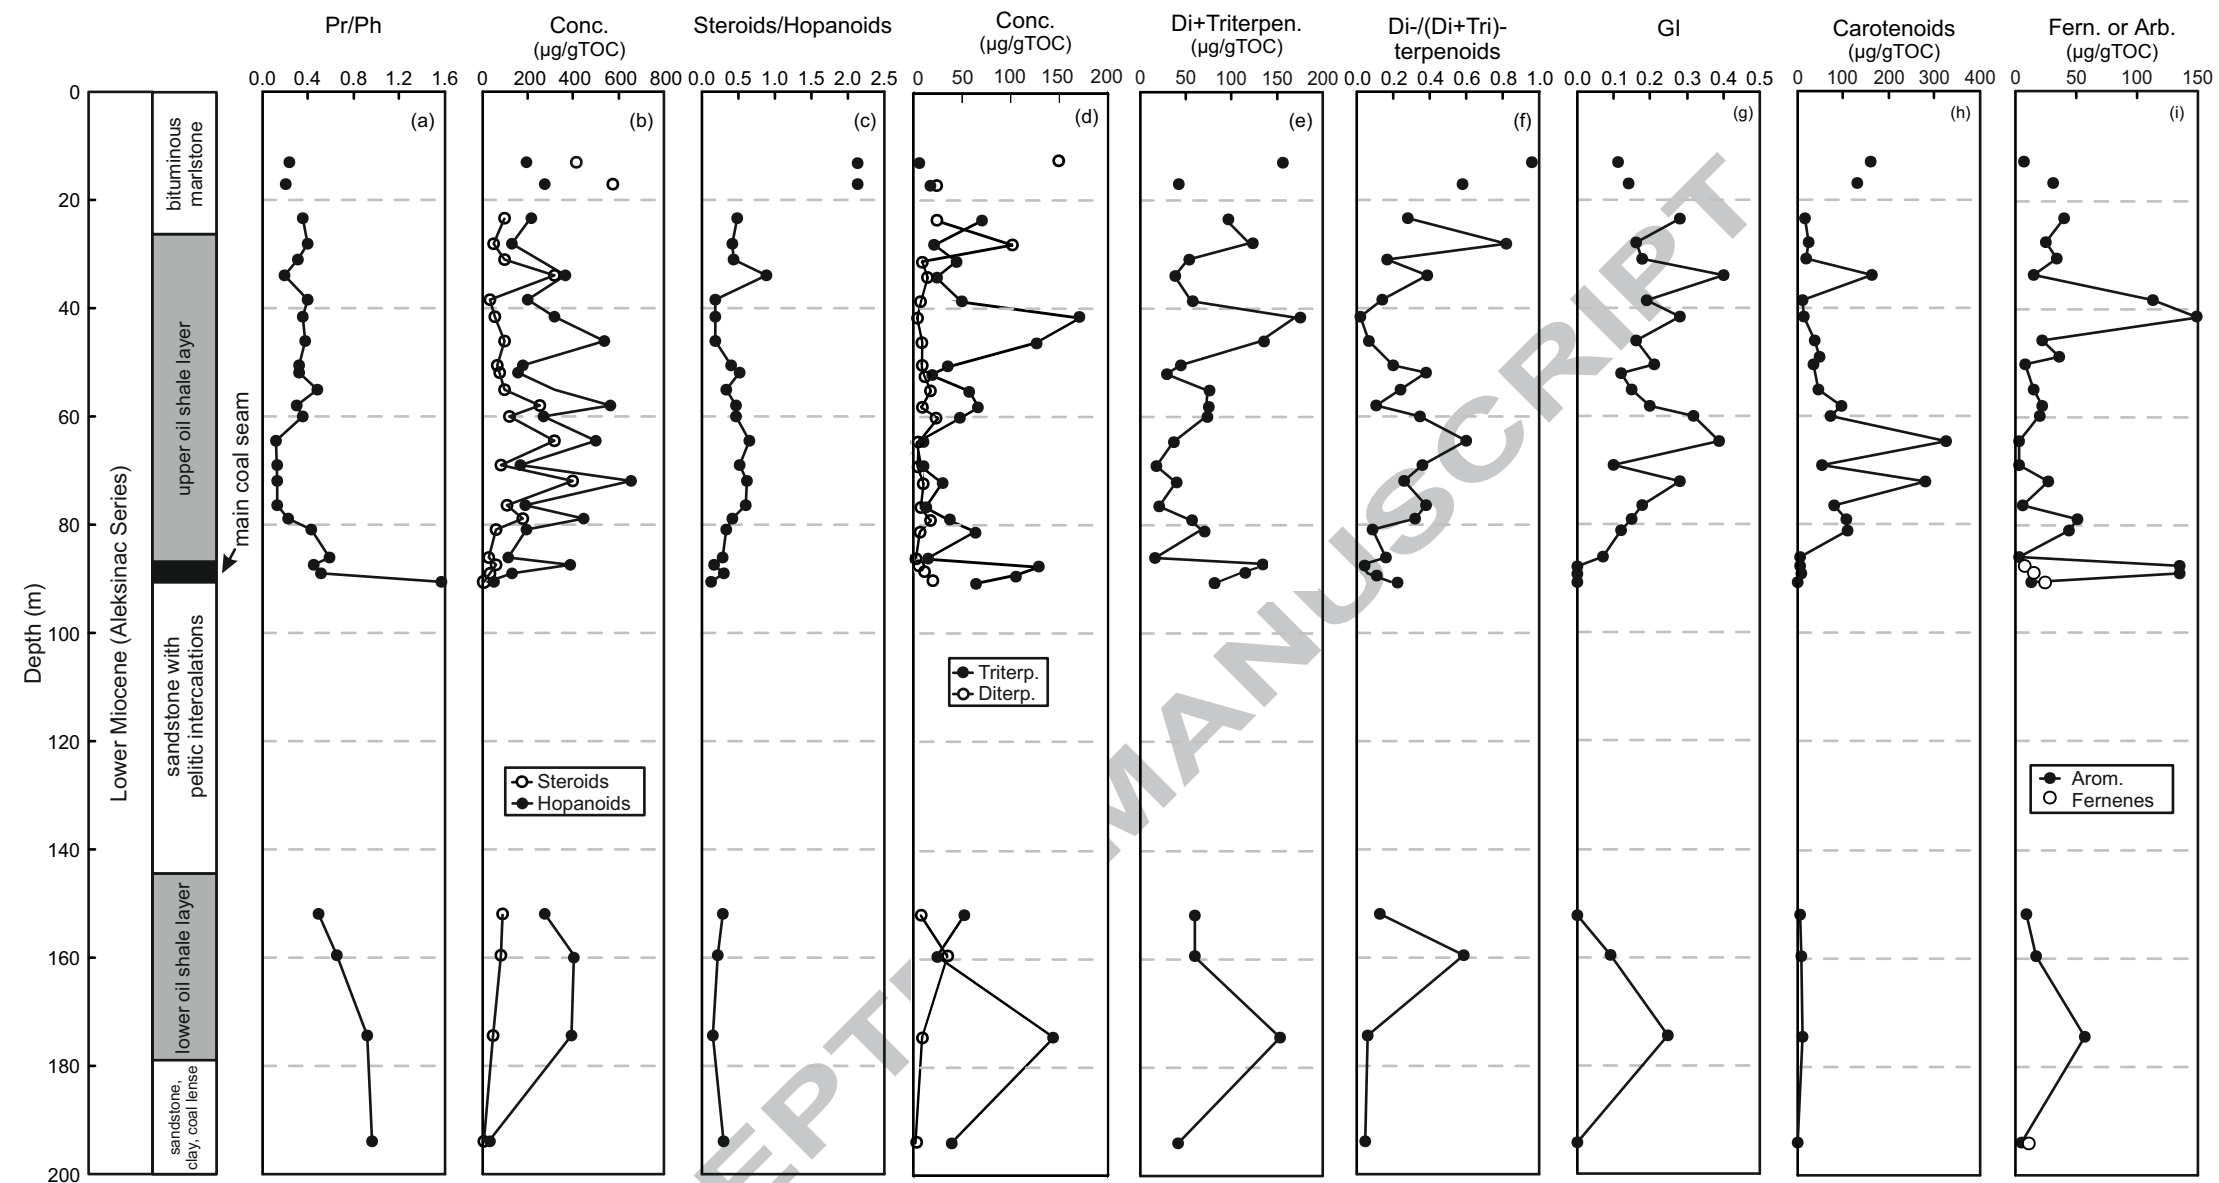 Pr/Ph
0.0 0.4 0.8 1.2 1.6
(a)
Conc.
(µg/gTOC)
0 200 400 600 800
(b)
Steroids/Hopanoids
0.0 0.5 1.0 1.5 2.0 2.5
(c)
Conc.
(µg/gTOC)
0 50 100 150 200
(d)
Di+Triterpen.
(µg/gTOC)
0 50 100 150 200
(e)
Di-/(Di+Tri)-
terpenoids
0.0 0.2 0.4 0.6 0.8 1.0
(f)
GI
0.0 0.1 0.2 0.3 0.4 0.5
(g)
Carotenoids
(µg/gTOC)
0 100 200 300 400
(h)
Fern. or Arb.
(µg/gTOC)
0 50 100 150
(i)
Depth (m)
0
20
40
60
80
100
120
140
160
180
200
Lower Miocene (Aleksinac Series)
bituminous
marlstone
upper oil shale layer
main coal seam
sandstone with
pelitic intercalations
lower oil shale layer
sandstone,
clay, coal lense
Steroids
Hopanoids
Triterp.
Diterp.
Arom.
Fernenes
EPT
MANUSCRIPT